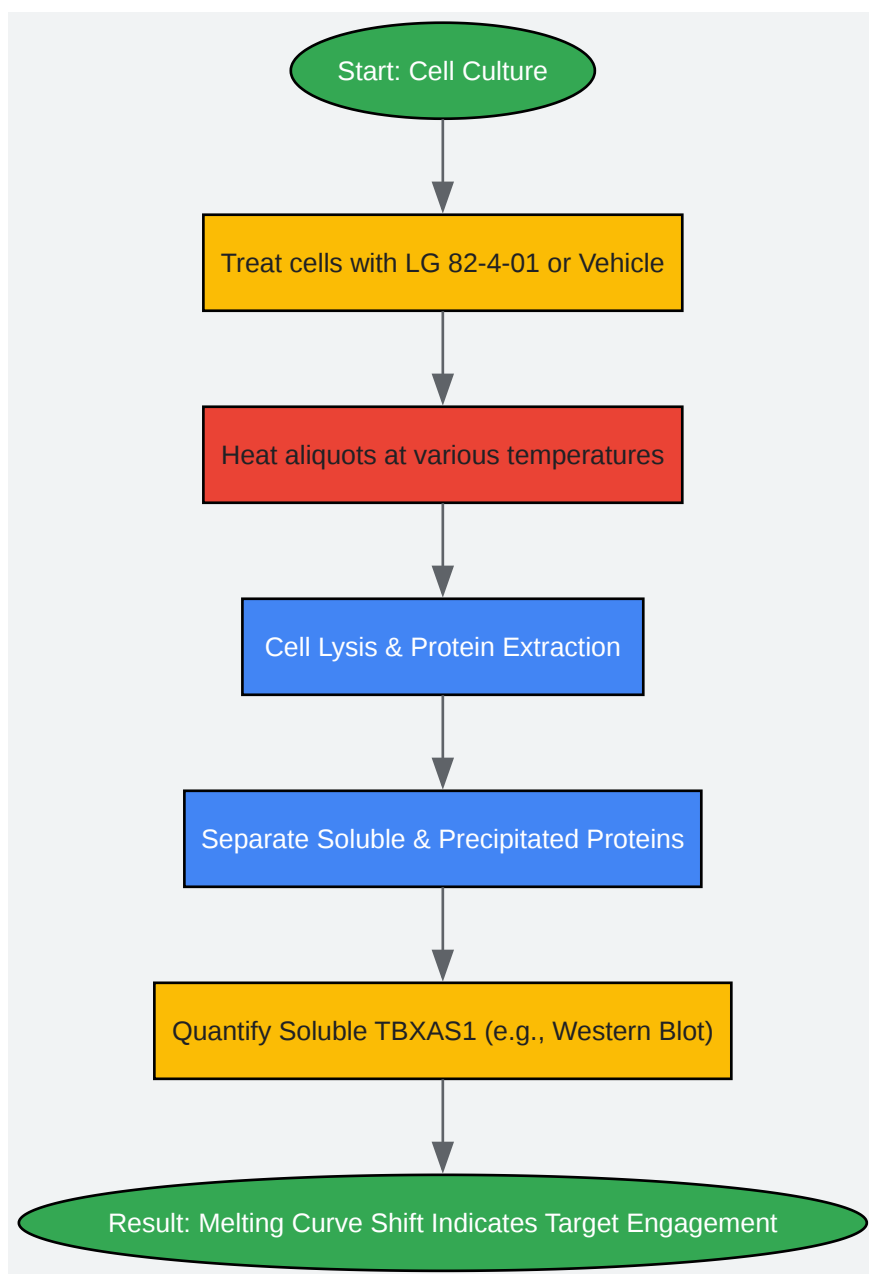 Start: Cell Culture
Treat cells with LG 82-4-01 or Vehicle
Heat aliquots at various temperatures
Cell Lysis & Protein Extraction
Separate Soluble & Precipitated Proteins
Quantify Soluble TBXAS1 (e.g., Western Blot)
Result: Melting Curve Shift Indicates Target Engagement